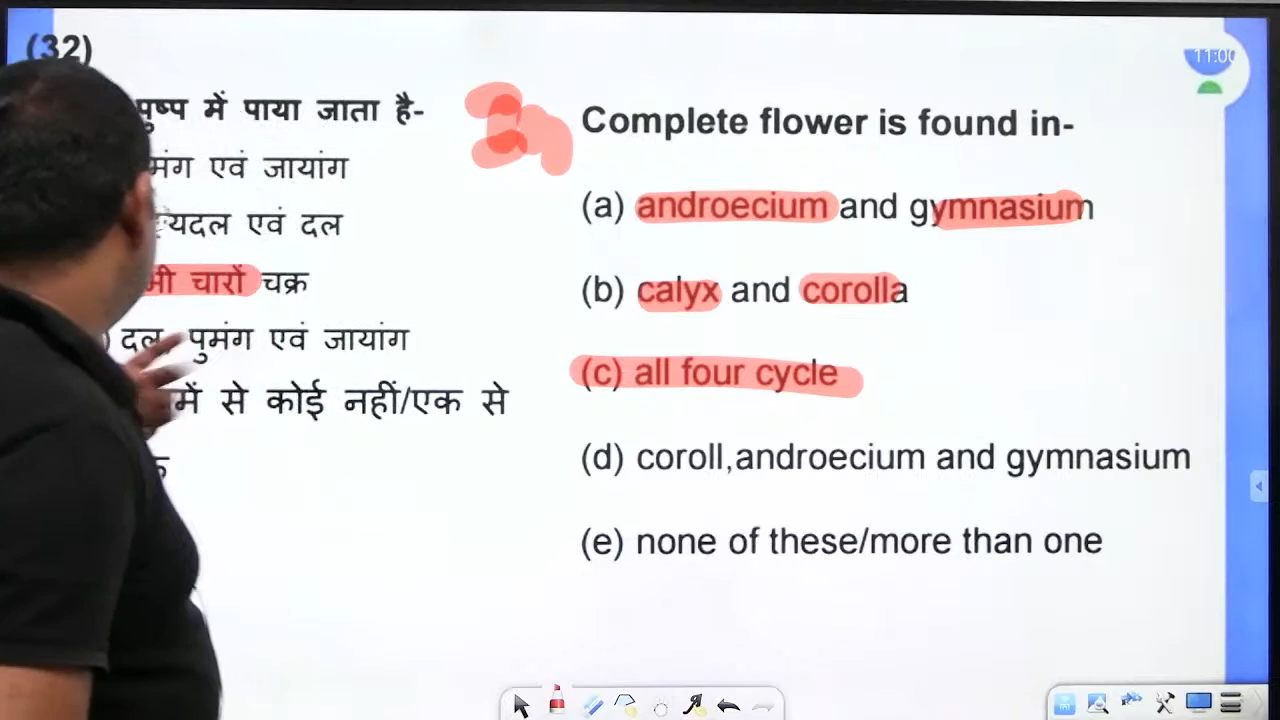 (32)
पुष्प में पाया जाता है-
एवं जायांग
एवं दल
चारों चक्र
दल, पुमंग एवं जायांग
में से कोई नहीं/एक से
11:00
Complete flower is found in-
(a) androecium and gymnasium
(b) calyx and corolla
(c) all four cycle
(d) coroll,androecium and gymnasium
(e) none of these/more than one